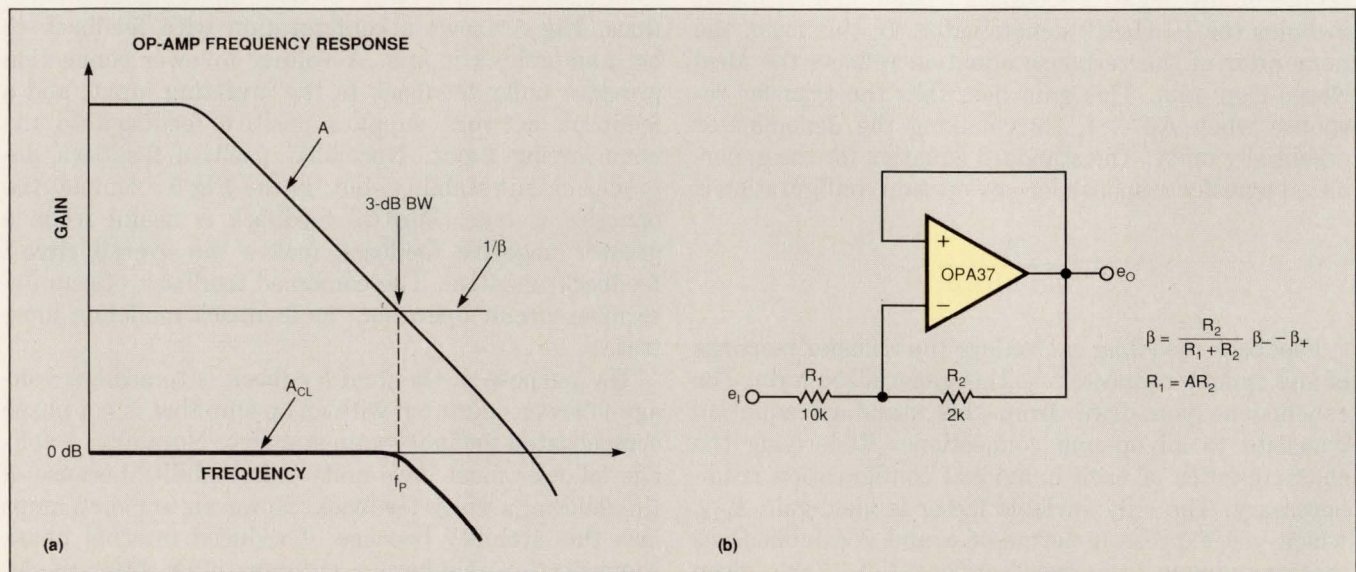 OP-AMP FREQUENCY RESPONSE
A
3-dB BW
1/β
GAIN
A_CL
0 dB
FREQUENCY
f_P
(a)
+
OPA37
−
e_O
β = R_2 / (R_1 + R_2) β_− − β_+
R_1 = AR_2
e_I
R_1
10k
R_2
2k
(b)